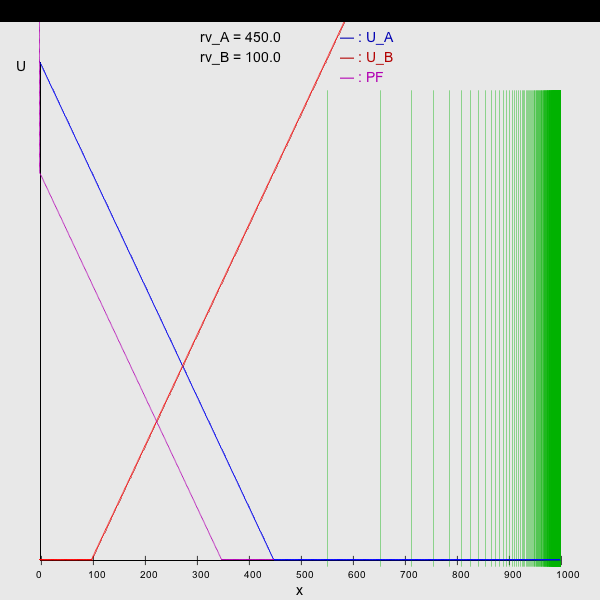 rv_A = 450.0 — : U_A
rv_B = 100.0 — : U_B
U
— : PF
0 100 200 300 400 500 600 700 800 900 1000
x